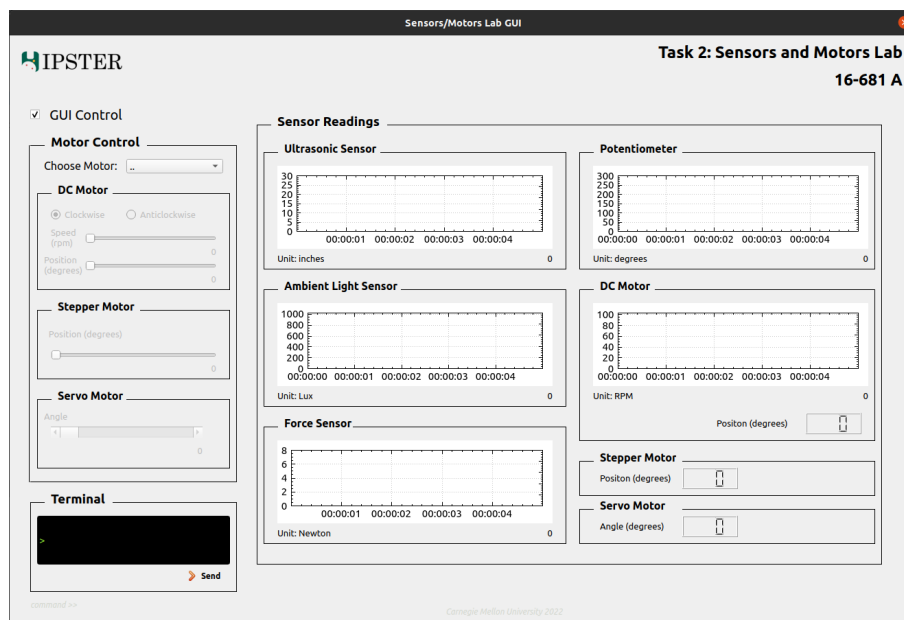 Sensors/Motors Lab GUI
HIPSTER
Task 2: Sensors and Motors Lab
16-681 A
GUI Control
Motor Control
Choose Motor: ..
DC Motor
Clockwise Anticlockwise
Speed
(rpm)
0
Position
(degrees)
0
Stepper Motor
Position (degrees)
0
Servo Motor
Angle
0
Terminal
>
Send
command >>
Sensor Readings
Ultrasonic Sensor
30
25
20
15
10
5
0
00:00:01 00:00:02 00:00:03 00:00:04
Unit: inches 0
Ambient Light Sensor
1000
800
600
400
200
0
00:00:00 00:00:01 00:00:02 00:00:03 00:00:04
Unit: Lux 0
Force Sensor
8
6
4
2
0
00:00:01 00:00:02 00:00:03 00:00:04
Unit: Newton 0
Potentiometer
300
250
200
150
100
50
0
00:00:00 00:00:01 00:00:02 00:00:03 00:00:04
Unit: degrees 0
DC Motor
100
80
60
40
20
0
00:00:00 00:00:01 00:00:02 00:00:03 00:00:04
Unit: RPM 0
Positon (degrees) 0
Stepper Motor
Positon (degrees) 0
Servo Motor
Angle (degrees) 0
Carnegie Mellon University 2022